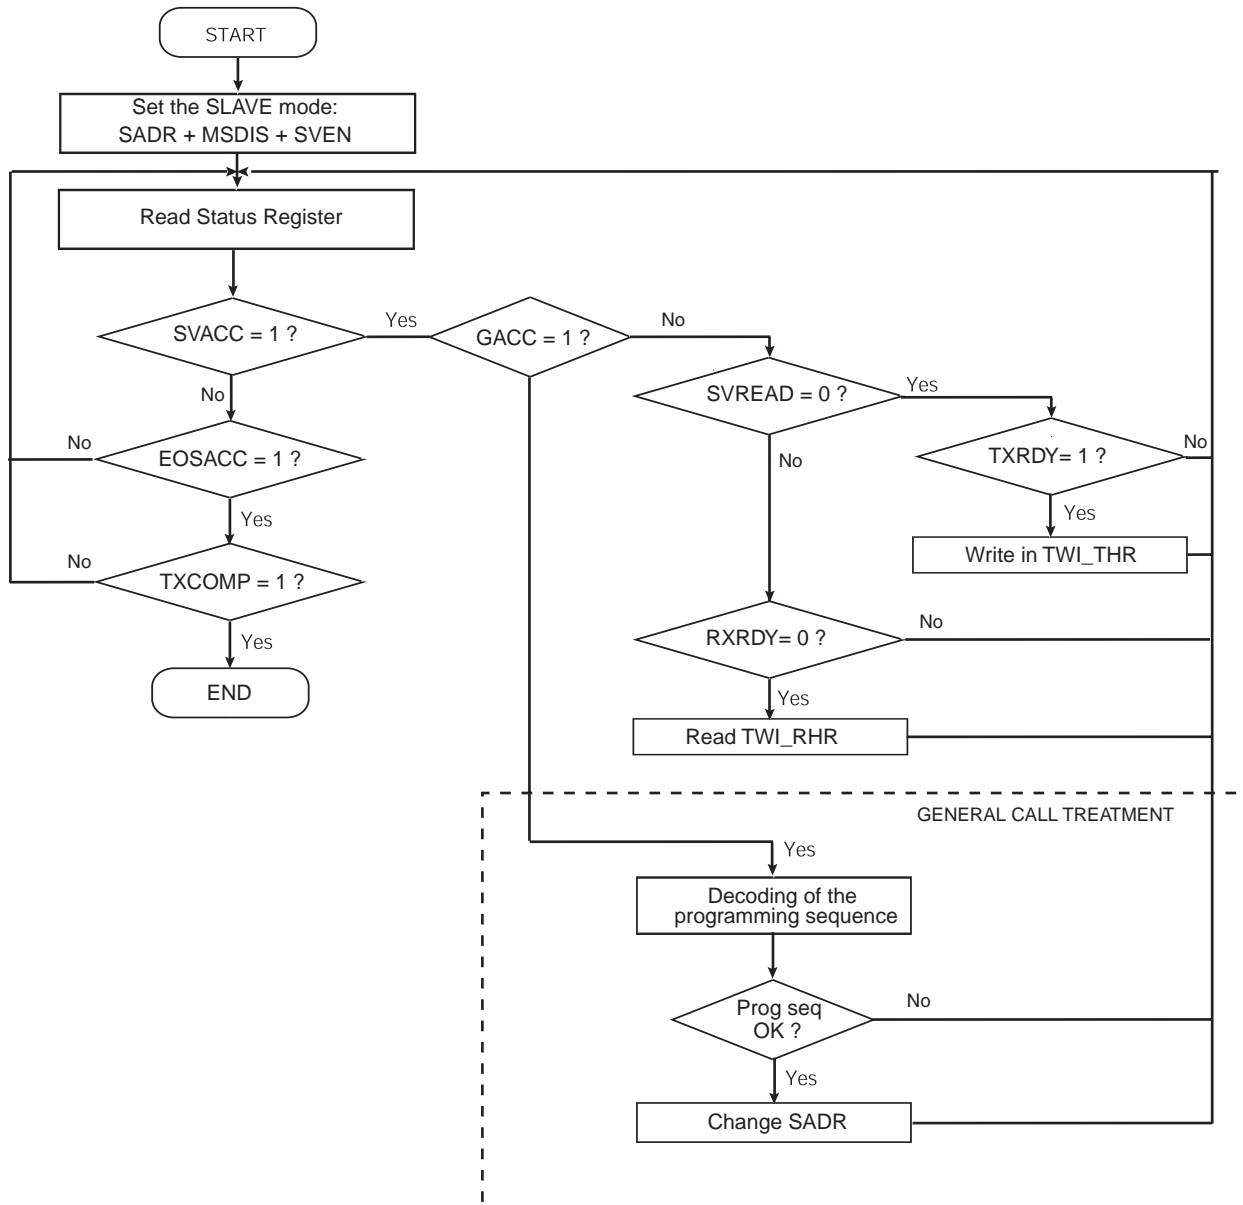 START
Set the SLAVE mode:
SADR + MSDIS + SVEN
Read Status Register
SVACC = 1 ?
Yes
GACC = 1 ?
No
SVREAD = 0 ?
Yes
No
No
EOSACC = 1 ?
No
TXRDY= 1 ?
No
Yes
Yes
Write in TWI_THR
No
TXCOMP = 1 ?
Yes
RXRDY= 0 ?
No
END
Yes
Read TWI_RHR
GENERAL CALL TREATMENT
Yes
Decoding of the
programming sequence
Prog seq
OK ?
No
Yes
Change SADR